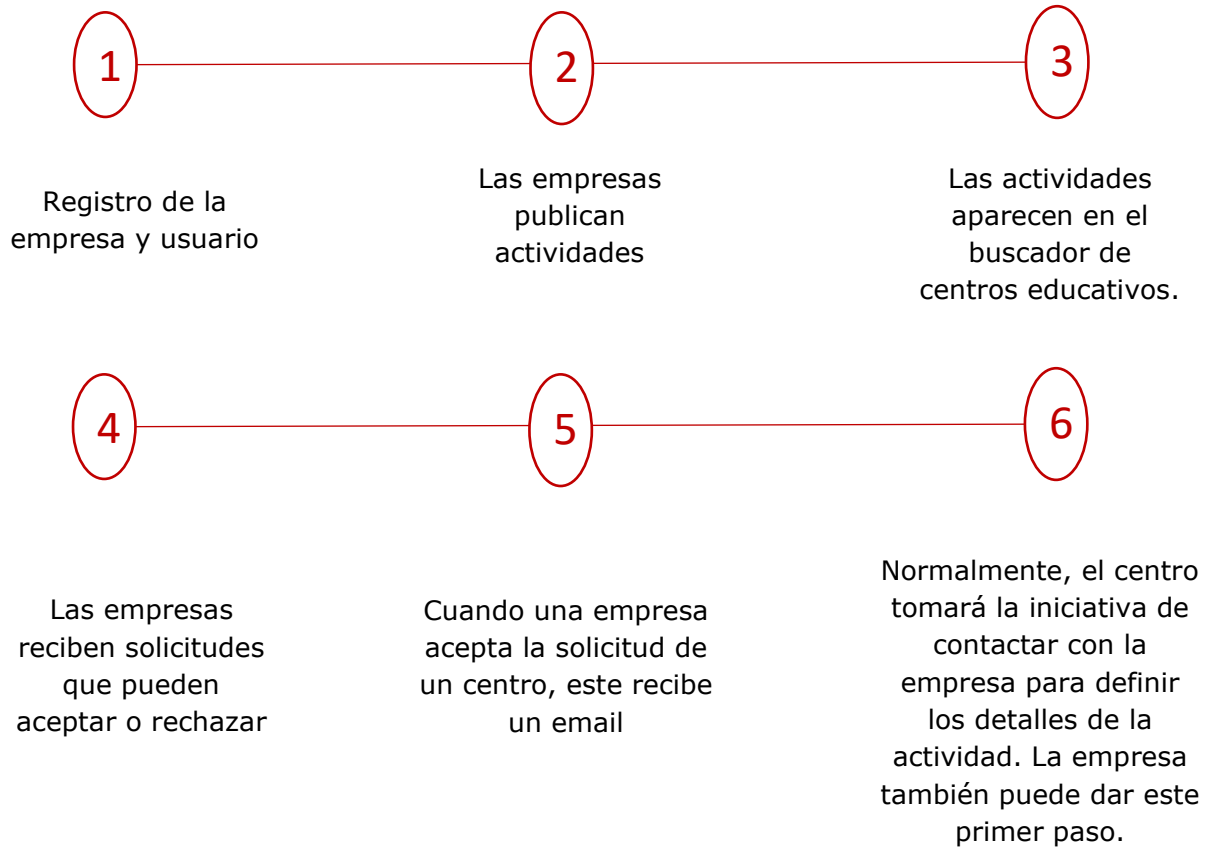 1
2
3
Registro de la
empresa y usuario
Las empresas
publican
actividades
Las actividades
aparecen en el
buscador de
centros educativos.
4
5
6
Las empresas
reciben solicitudes
que pueden
aceptar o rechazar
Cuando una empresa
acepta la solicitud de
un centro, este recibe
un email
Normalmente, el centro
tomará la iniciativa de
contactar con la
empresa para definir
los detalles de la
actividad. La empresa
también puede dar este
primer paso.